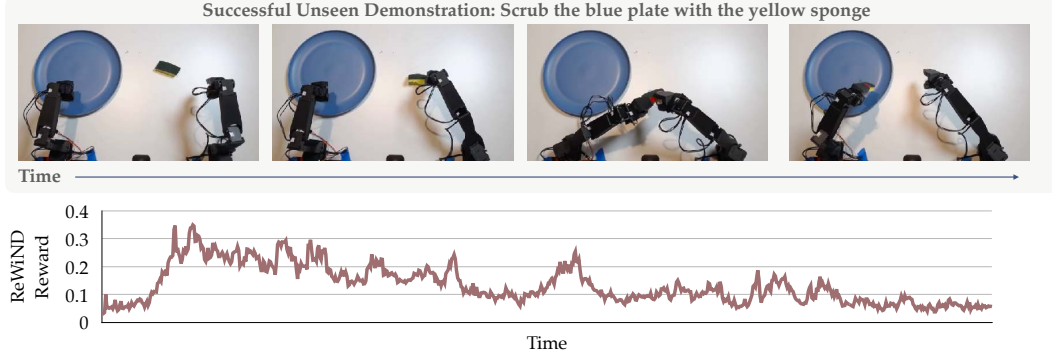 Successful Unseen Demonstration: Scrub the blue plate with the yellow sponge
Time
ReWiND
Reward
0.4
0.3
0.2
0.1
0
Time